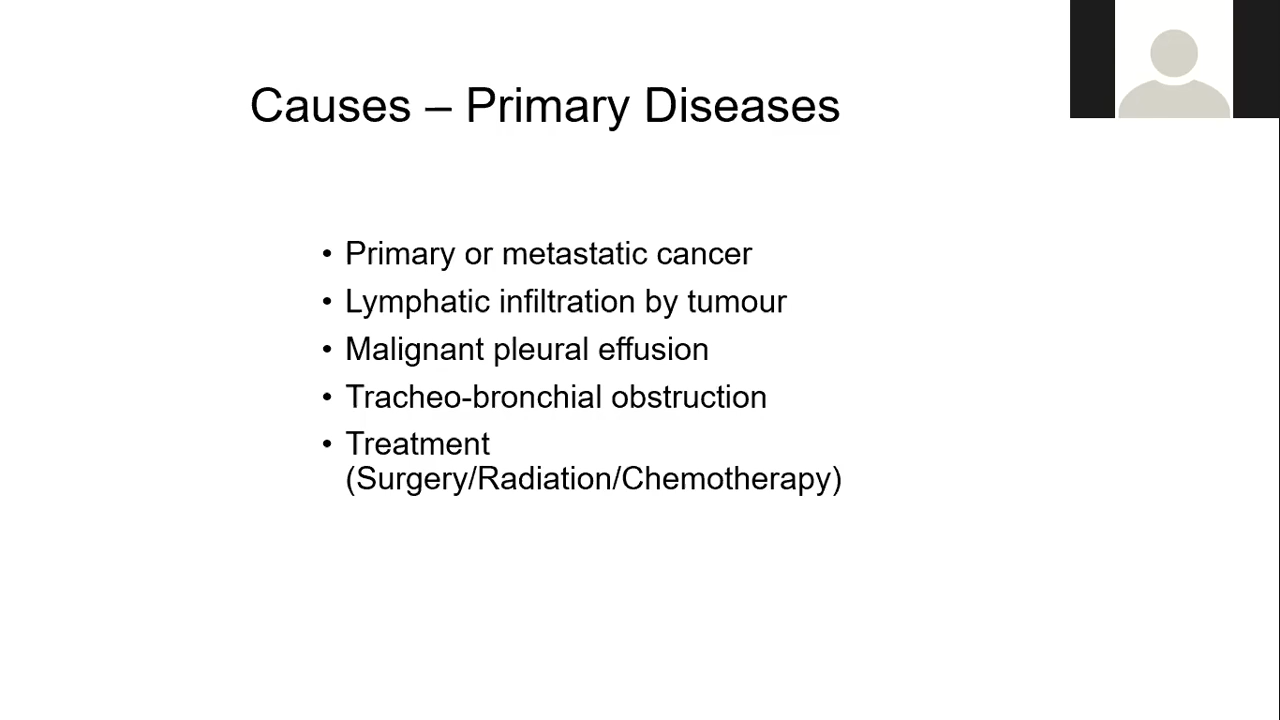 Causes – Primary Diseases
• Primary or metastatic cancer
• Lymphatic infiltration by tumour
• Malignant pleural effusion
• Tracheo-bronchial obstruction
• Treatment
(Surgery/Radiation/Chemotherapy)